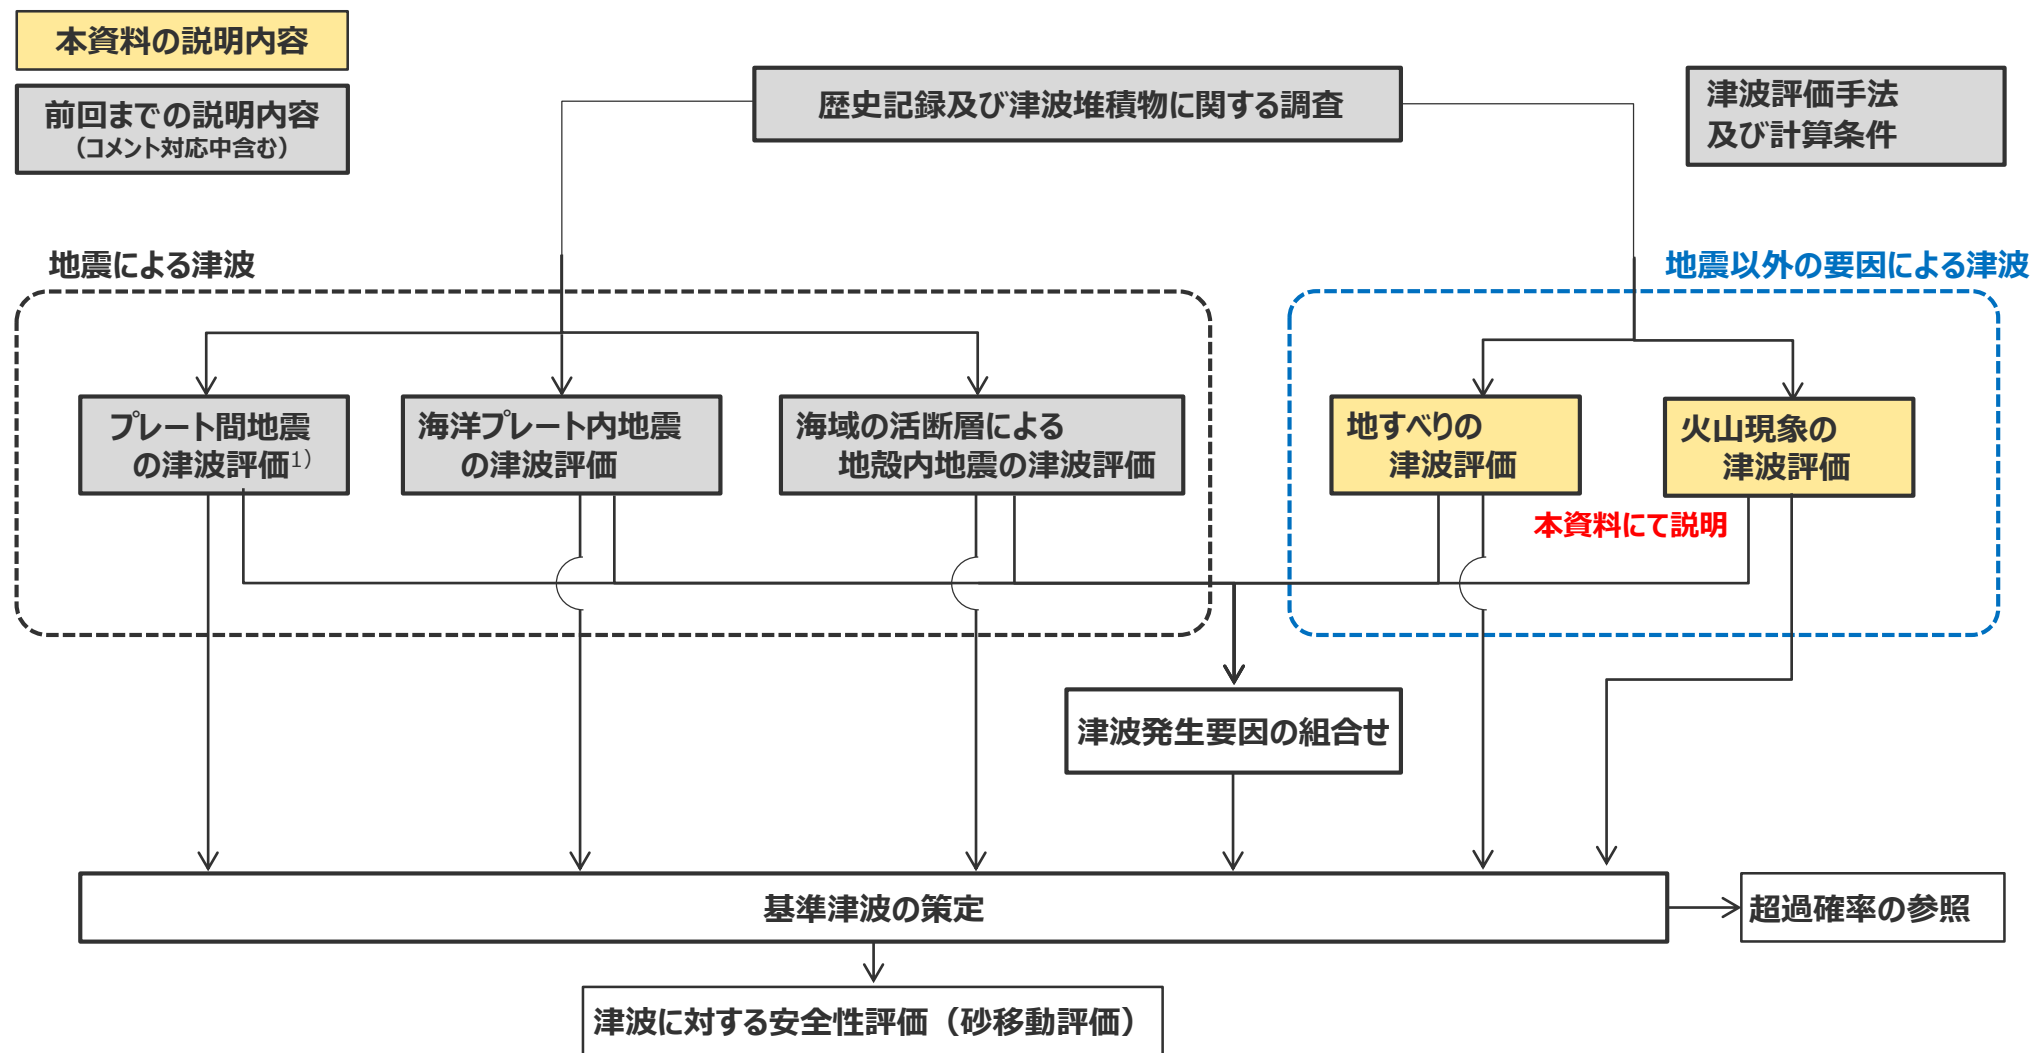 本資料の説明内容
前回までの説明内容
（コメント対応中含む）
歴史記録及び津波堆積物に関する調査
津波評価手法
及び計算条件
地震による津波
地震以外の要因による津波
プレート間地震
の津波評価1）
海洋プレート内地震
の津波評価
海域の活断層による
地殻内地震の津波評価
地すべりの
津波評価
火山現象の
津波評価
本資料にて説明
津波発生要因の組合せ
基準津波の策定
超過確率の参照
津波に対する安全性評価（砂移動評価）